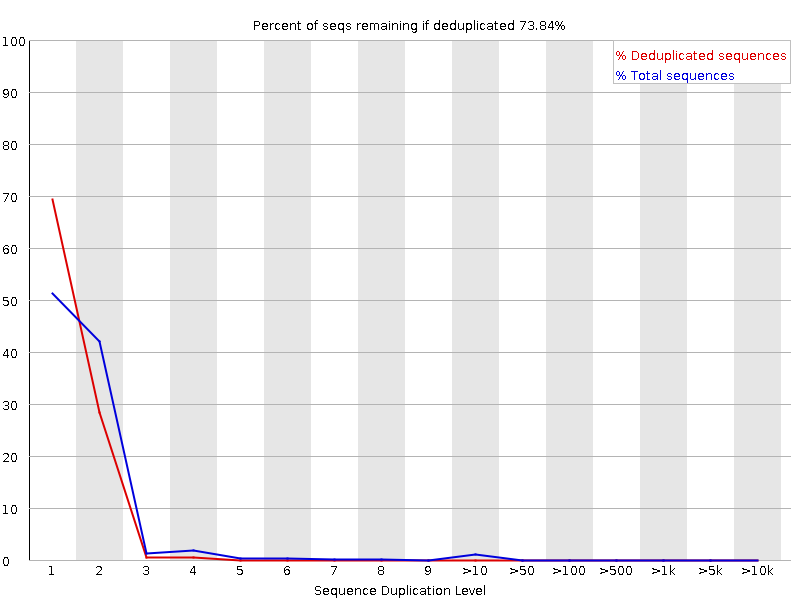 Percent of seqs remaining if deduplicated 73.84%
% Deduplicated sequences
% Total sequences
100
90
80
70
60
50
40
30
20
10
0
1 2 3 4 5 6 7 8 9 >10 >50 >100 >500 >1k >5k >10k
Sequence Duplication Level